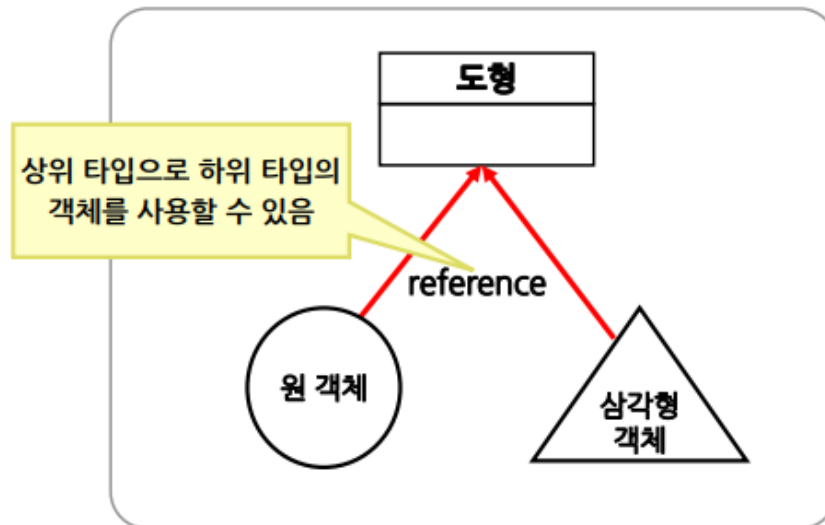 도형
상위 타입으로 하위 타입의
객체를 사용할 수 있음
reference
원 객체
삼각형
객체